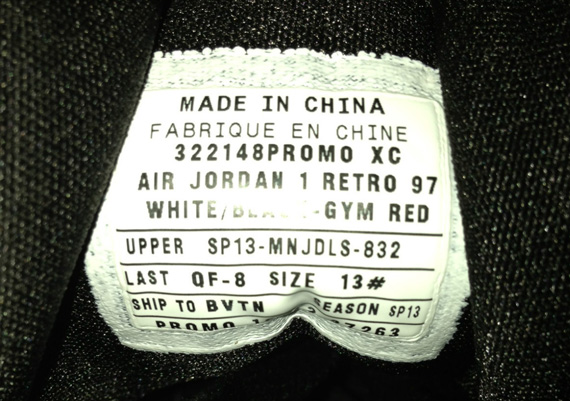 MADE IN CHINA
FABRIQUE EN CHINE
322148PROMO XC
AIR JORDAN 1 RETRO 97
WHITE/BLACK-GYM RED
UPPER SP13-MNJDLS-832
LAST QF-8 SIZE 13#
SHIP TO BVTN SEASON SP13
PROMO